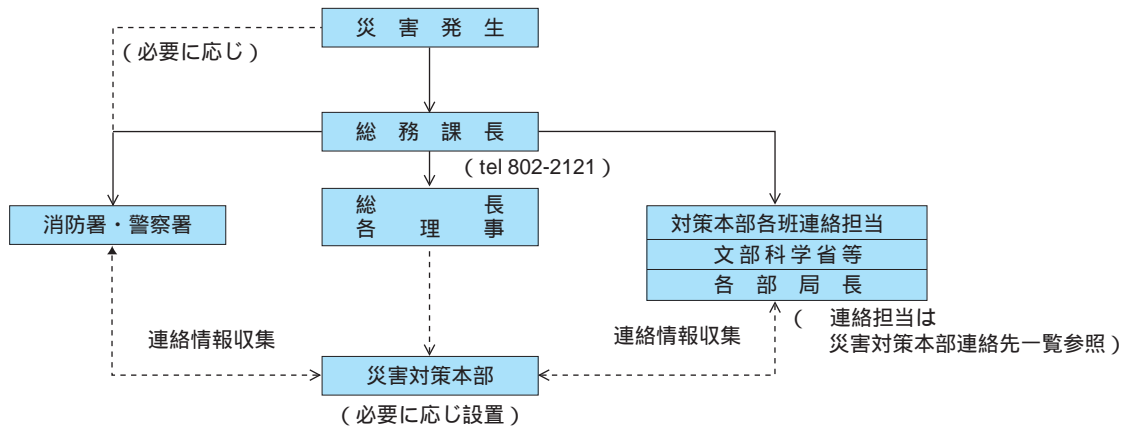 災害発生
(必要に応じ)
総務課長
(tel 802-2121)
消防署・警察署
総長
各理事
対策本部各班連絡担当
文部科学省等
各部局長
( 連絡担当は
災害対策本部連絡先一覧参照)
連絡情報収集
連絡情報収集
災害対策本部
(必要に応じ設置)